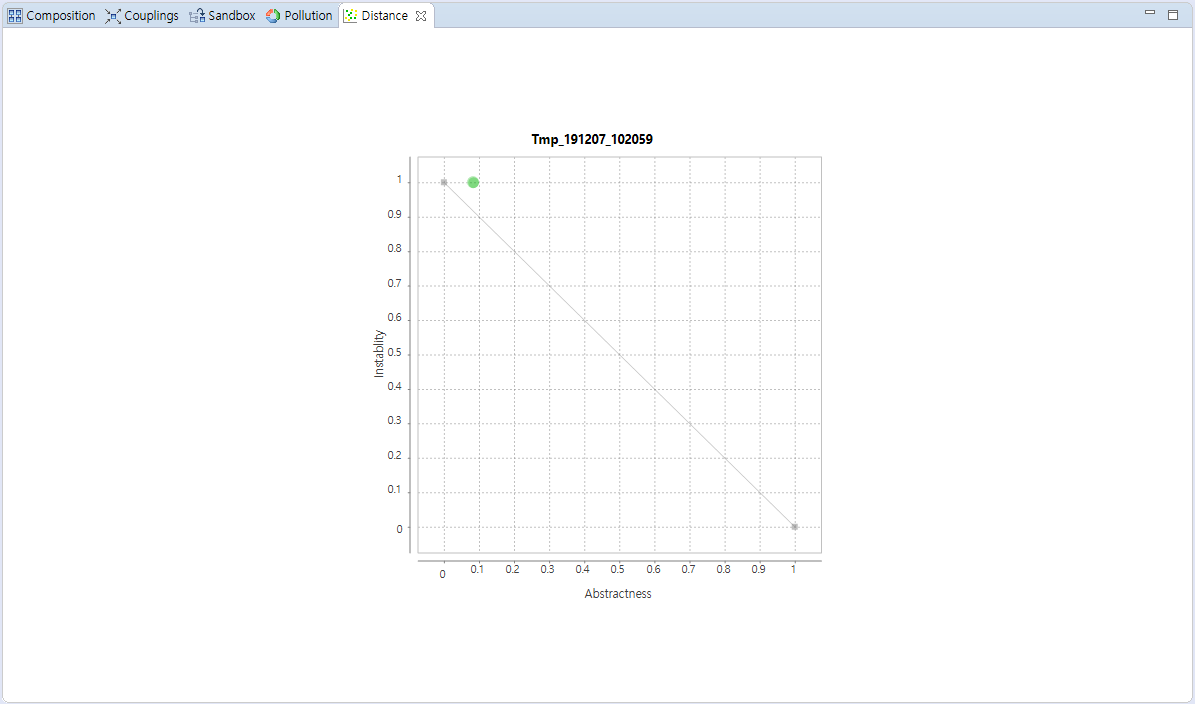 Composition Couplings Sandbox Pollution Distance
Tmp_191207_102059
Instablity
1
0.9
0.8
0.7
0.6
0.5
0.4
0.3
0.2
0.1
0
0 0.1 0.2 0.3 0.4 0.5 0.6 0.7 0.8 0.9 1
Abstractness